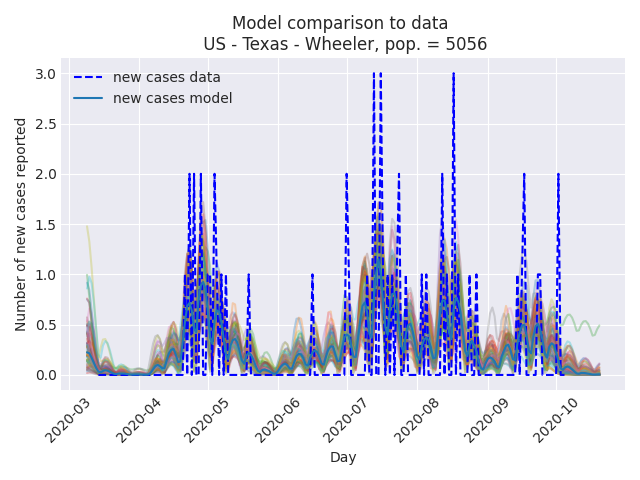 Model comparison to data
US - Texas - Wheeler, pop. = 5056
new cases data
new cases model
Number of new cases reported
3.0
2.5
2.0
1.5
1.0
0.5
0.0
2020-03
2020-04
2020-05
2020-06
2020-07
2020-08
2020-09
2020-10
Day